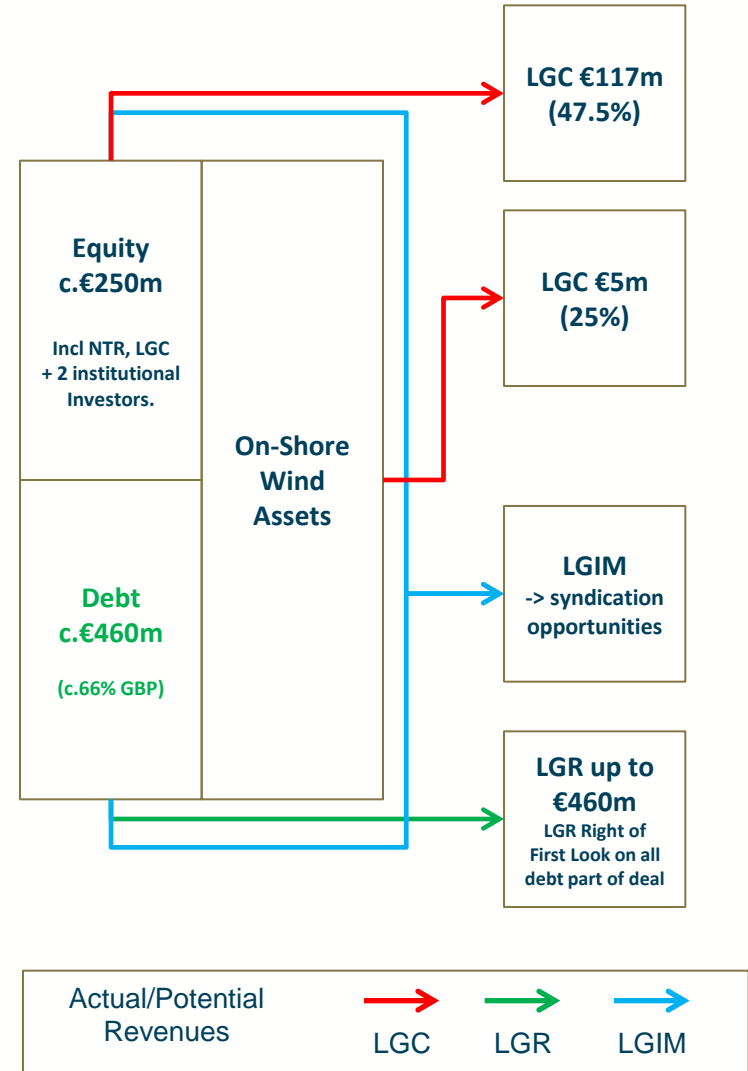 LGC €117m
(47.5%)
Equity
c.€250m
Incl NTR, LGC
+ 2 institutional
Investors.
LGC €5m
(25%)
On-Shore
Wind
Assets
Debt
c.€460m
(c.66% GBP)
LGIM
-> syndication
opportunities
LGR up to
€460m
LGR Right of
First Look on all
debt part of deal
Actual/Potential
Revenues
LGC
LGR
LGIM